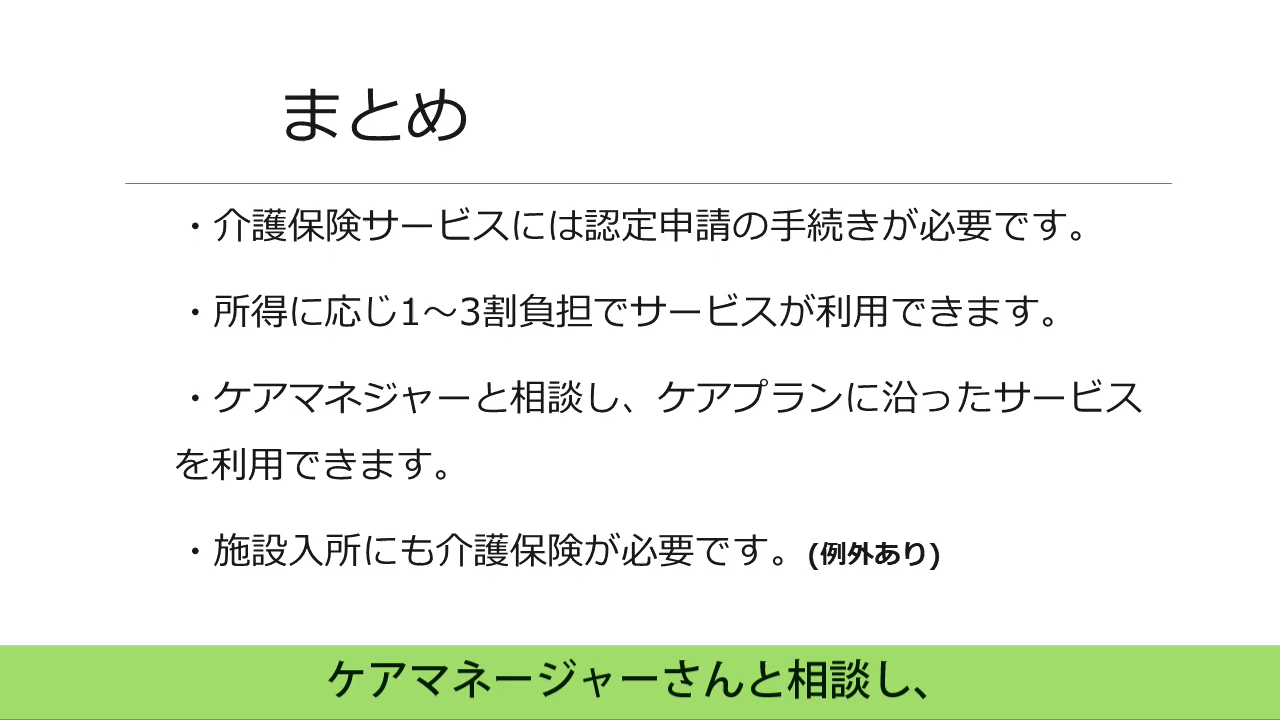 まとめ
・介護保険サービスには認定申請の手続きが必要です。
・所得に応じ1～3割負担でサービスが利用できます。
・ケアマネジャーと相談し、ケアプランに沿ったサービス
を利用できます。
・施設入所にも介護保険が必要です。(例外あり)
ケアマネージャーさんと相談し、